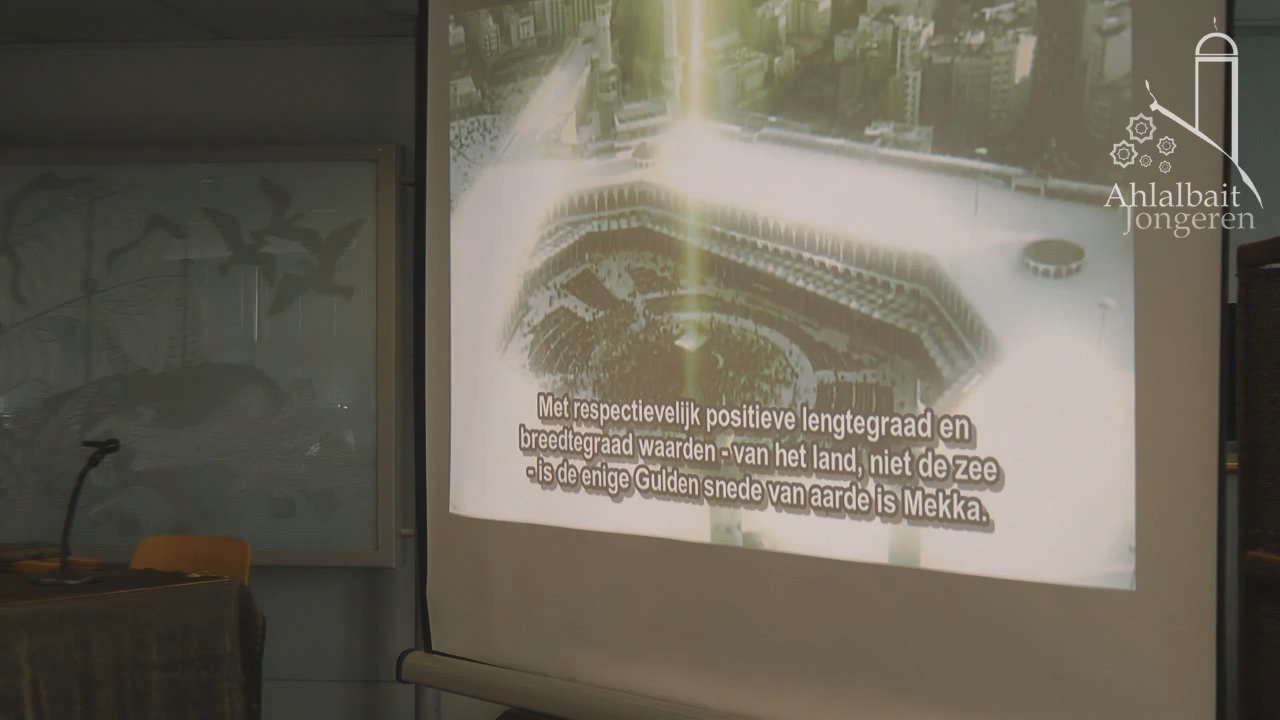 Ahlalbait
Jongeren
Met respectievelijk positieve lengtegraad en
breedtegraad waarden - van het land, niet de zee
- is de enige Gulden snede van aarde is Mekka.